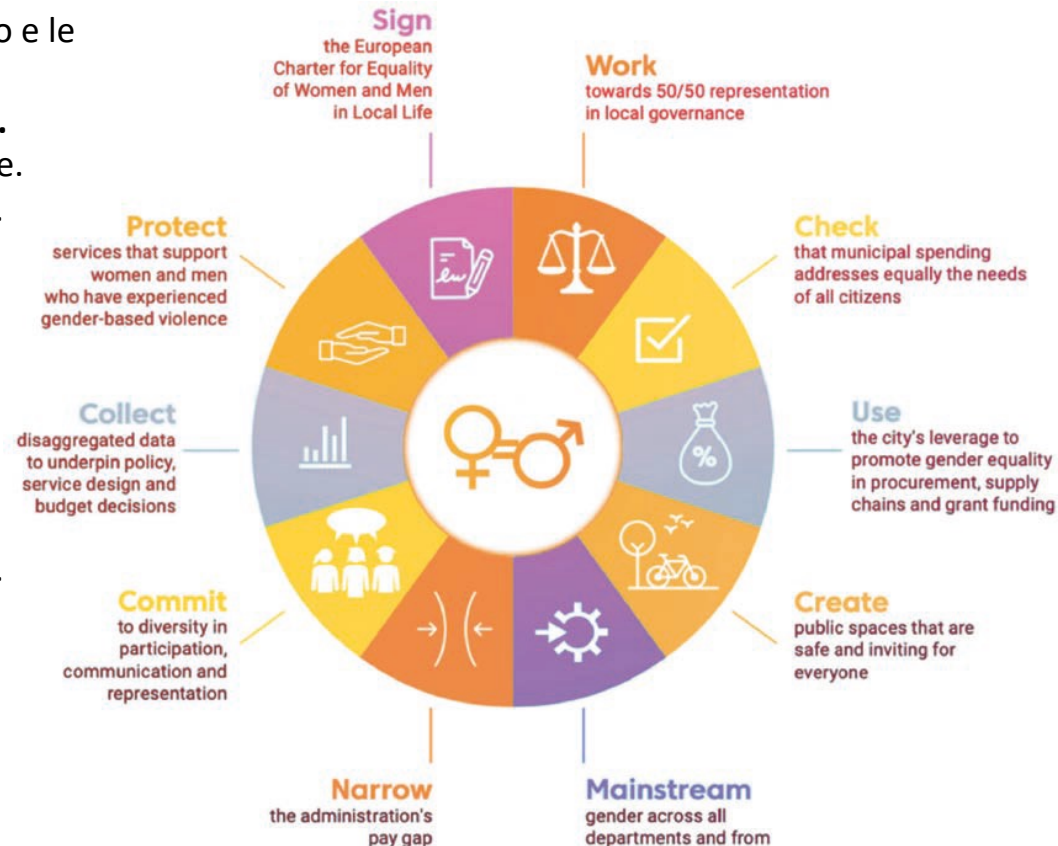 o e le
.
e.
.
.
Sign
the European
Charter for Equality
of Women and Men
in Local Life
Work
towards 50/50 representation
in local governance
Check
that municipal spending
addresses equally the needs
of all citizens
Use
the city's leverage to
promote gender equality
in procurement, supply
chains and grant funding
Create
public spaces that are
safe and inviting for
everyone
Mainstream
gender across all
departments and from
Narrow
the administration's
pay gap
Commit
to diversity in
participation,
communication and
representation
Collect
disaggregated data
to underpin policy,
service design and
budget decisions
Protect
services that support
women and men
who have experienced
gender-based violence
%